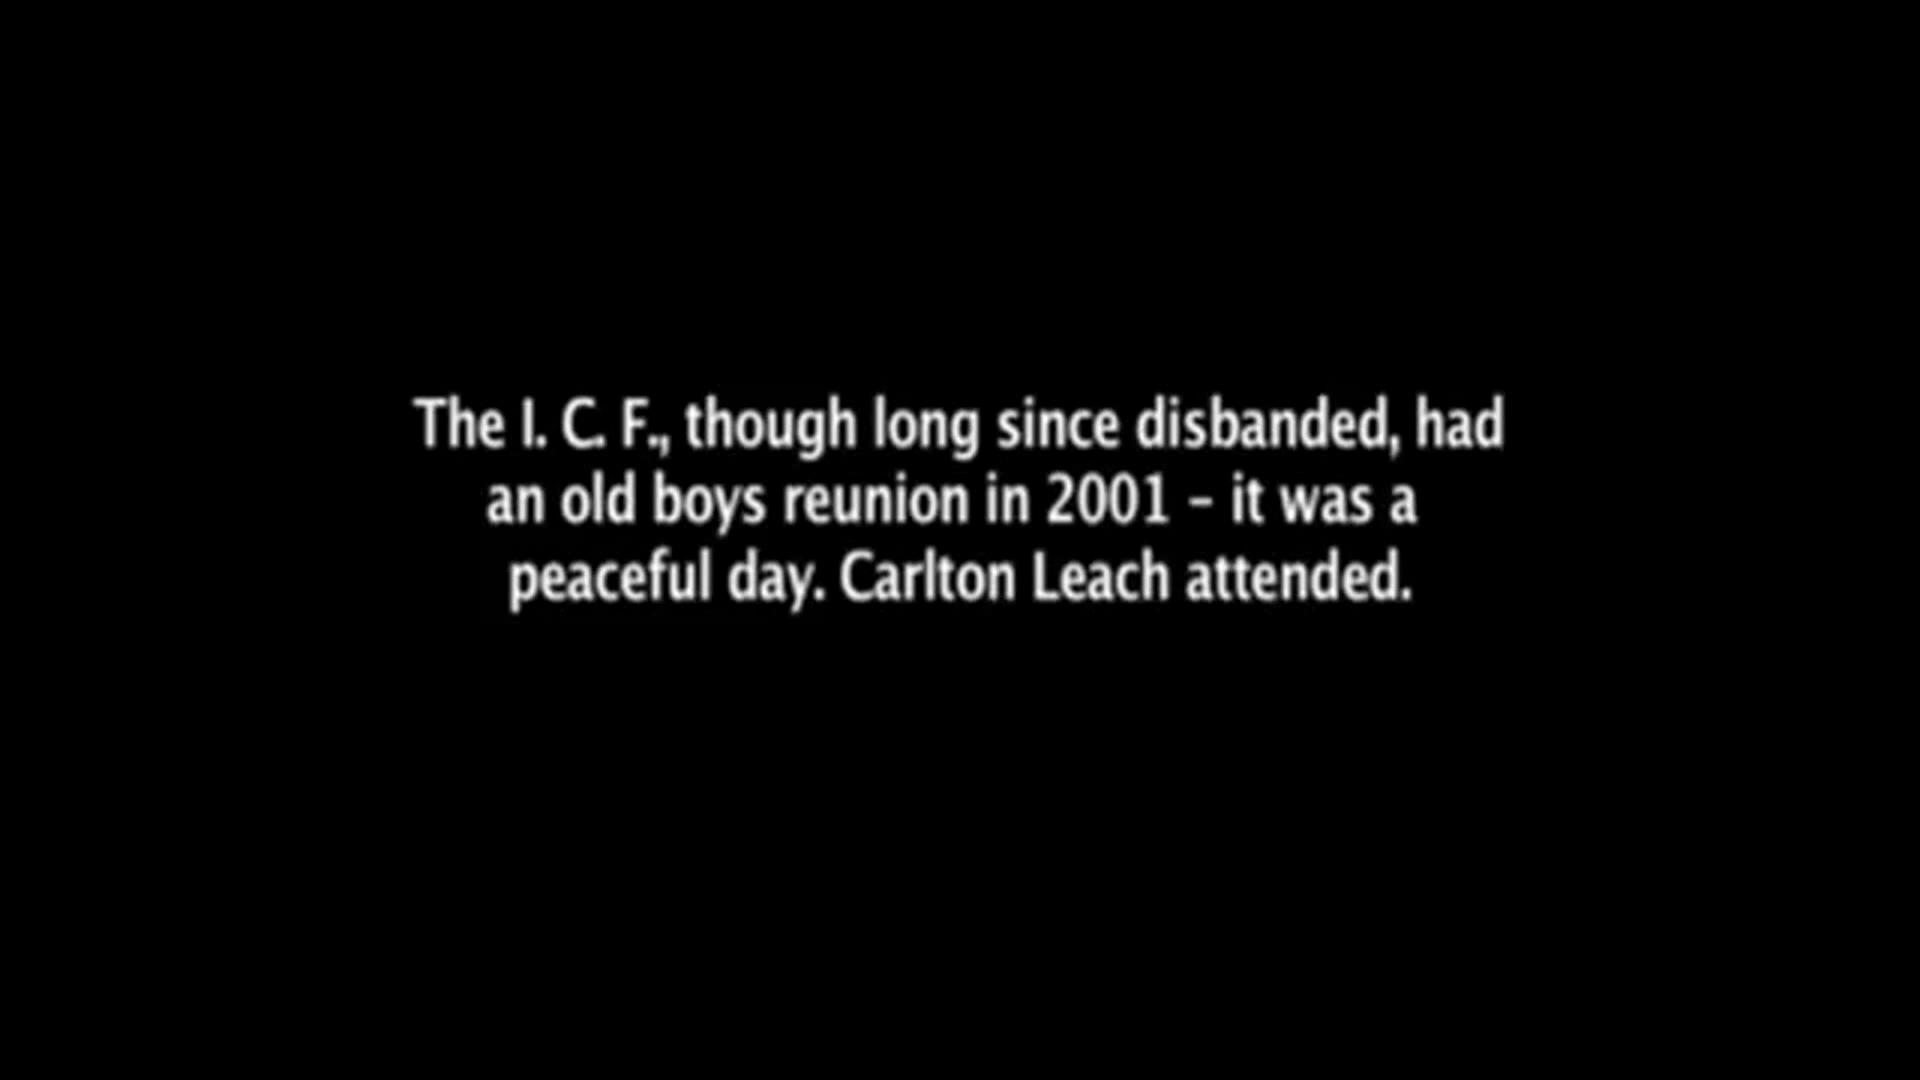 The I. C. F., though long since disbanded, had
an old boys reunion in 2001 – it was a
peaceful day. Carlton Leach attended.